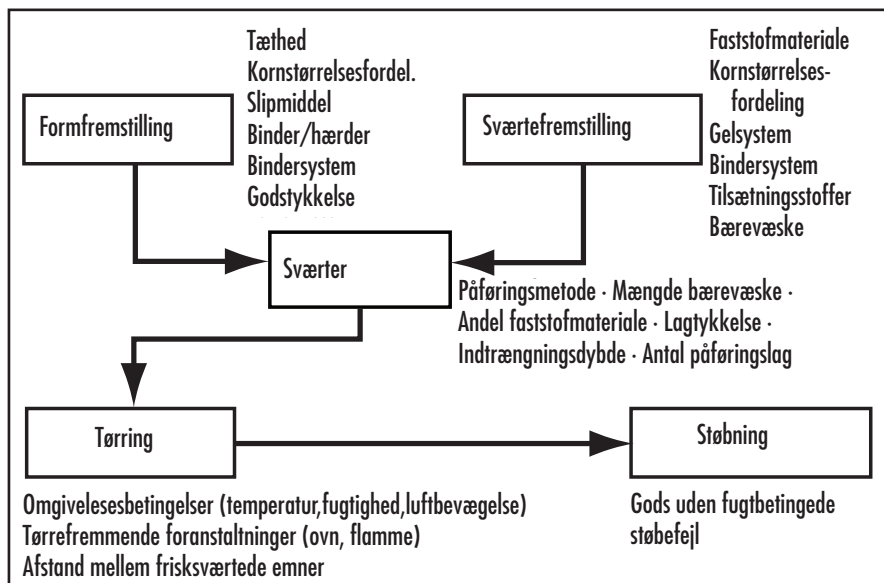 Formfremstilling
Tæthed
Kornstørrelsesfordel.
Slipmiddel
Binder/hærder
Bindersystem
Godstykkelse
Sværtefremstilling
Faststofmateriale
Kornstørrelses-
fordeling
Gelsystem
Bindersystem
Tilsætningsstoffer
Bærevæske
Sværter
Påføringsmetode · Mængde bærevæske ·
Andel faststofmateriale · Lagtykkelse ·
Indtrængningsdybde · Antal påføringslag
Tørring
Omgivelesesbetingelser (temperatur,fugtighed,luftbevægelse)
Tørrefremmende foranstaltninger (ovn, flamme)
Afstand mellem frisksværtede emner
Støbning
Gods uden fugtbetingede
støbefejl